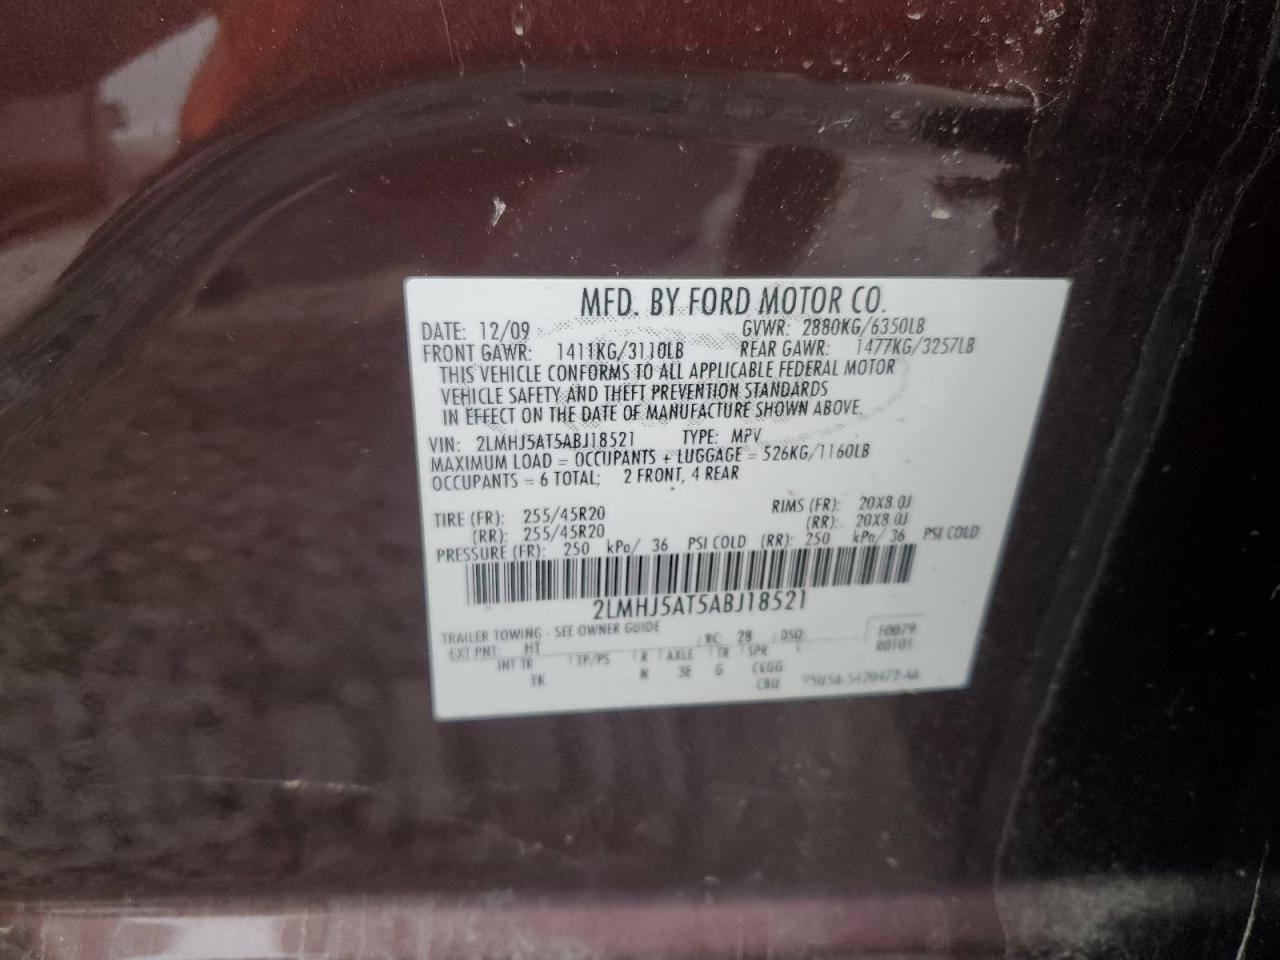 MFD. BY FORD MOTOR CO.
DATE: 12/09 GVWR: 2880KG/6350LB
FRONT GAWR: 1411KG/3110LB REAR GAWR: 1477KG/3257LB
THIS VEHICLE CONFORMS TO ALL APPLICABLE FEDERAL MOTOR
VEHICLE SAFETY AND THEFT PREVENTION STANDARDS
IN EFFECT ON THE DATE OF MANUFACTURE SHOWN ABOVE.
VIN: 2LMHJ5AT5ABJ18521 TYPE: MPV
MAXIMUM LOAD = OCCUPANTS + LUGGAGE = 526KG/1160LB
OCCUPANTS = 6 TOTAL; 2 FRONT, 4 REAR
TIRE (FR): 255/45R20 RIMS (FR): 20X8.0J
(RR): 255/45R20 (RR): 20X8.0J
PRESSURE (FR): 250 kPa/ 36 PSI COLD (RR): 250 kPa/ 36 PSI COLD
2LMHJ5AT5ABJ18521
TRAILER TOWING - SEE OWNER GUIDE
EXT PNT: HT RC: 28 DSO: F0079
R0101
INT TR TP/PS R AXLE TR SPR
TK N 3E G CCGG